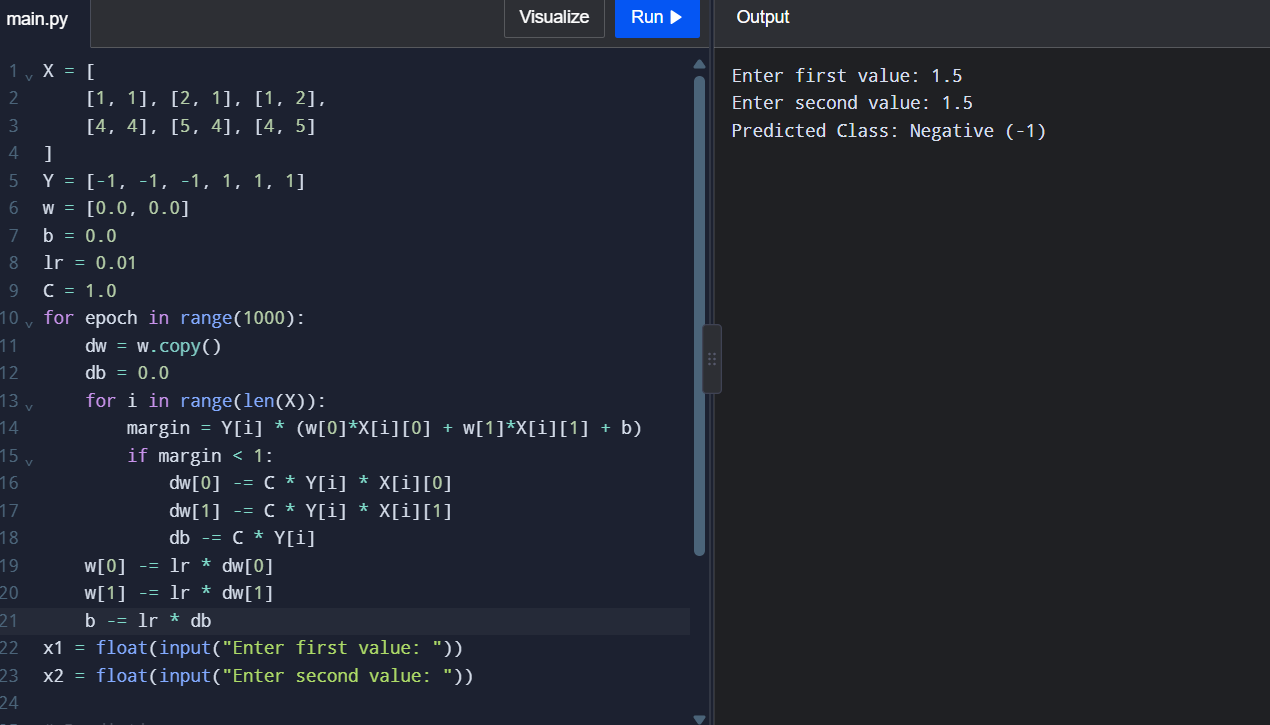 main.py
Visualize
Run
Output
1 X = [
2     [1, 1], [2, 1], [1, 2],
3     [4, 4], [5, 4], [4, 5]
4 ]
5 Y = [-1, -1, -1, 1, 1, 1]
6 w = [0.0, 0.0]
7 b = 0.0
8 lr = 0.01
9 C = 1.0
10 for epoch in range(1000):
11     dw = w.copy()
12     db = 0.0
13     for i in range(len(X)):
14         margin = Y[i] * (w[0]*X[i][0] + w[1]*X[i][1] + b)
15         if margin < 1:
16             dw[0] -= C * Y[i] * X[i][0]
17             dw[1] -= C * Y[i] * X[i][1]
18             db -= C * Y[i]
19     w[0] -= lr * dw[0]
20     w[1] -= lr * dw[1]
21     b -= lr * db
22 x1 = float(input("Enter first value: "))
23 x2 = float(input("Enter second value: "))
24
Enter first value: 1.5
Enter second value: 1.5
Predicted Class: Negative (-1)